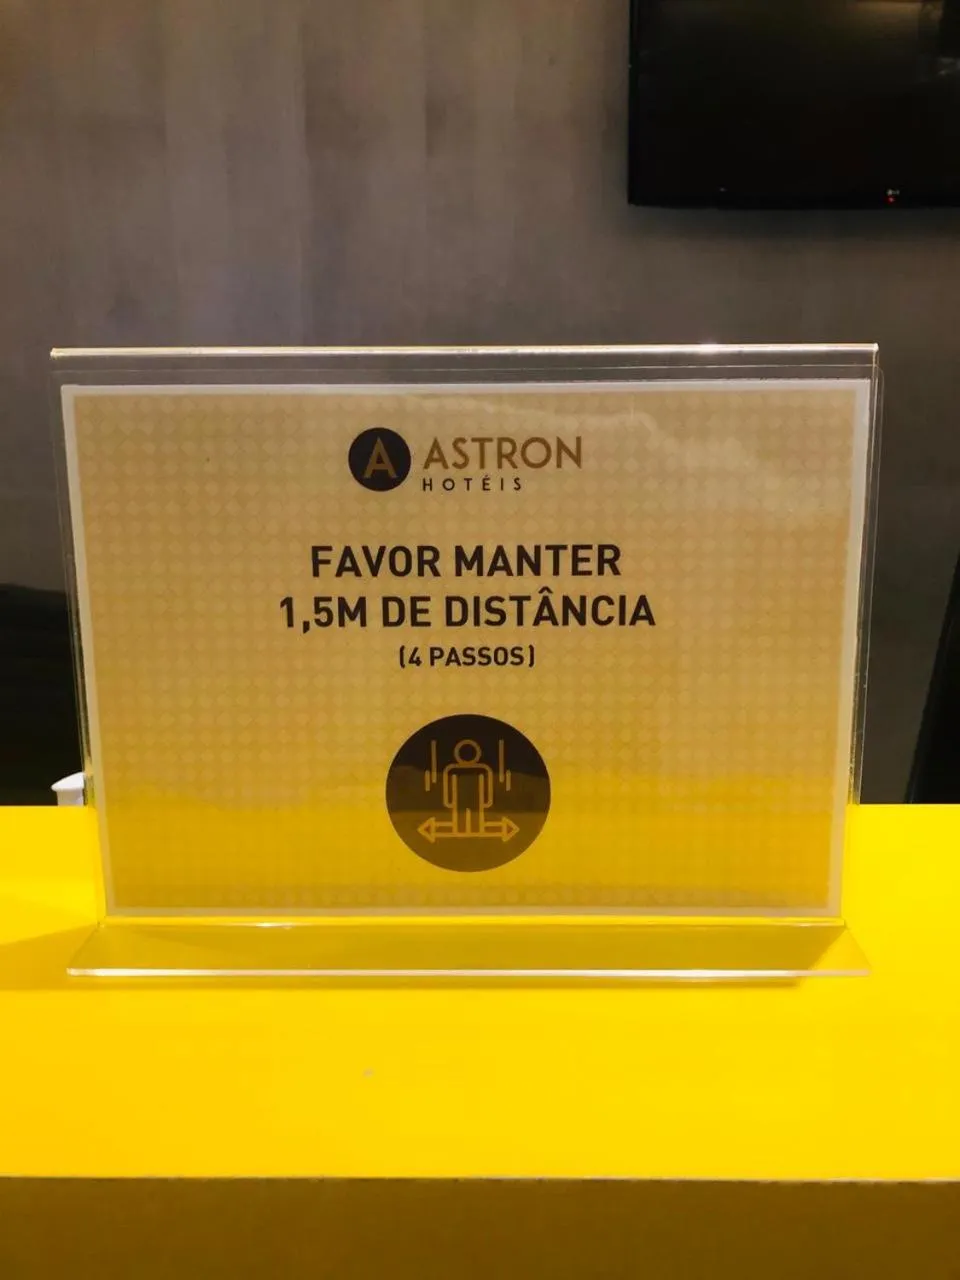 A ASTRON
HOTÉIS
FAVOR MANTER
1,5M DE DISTÂNCIA
(4 PASSOS)